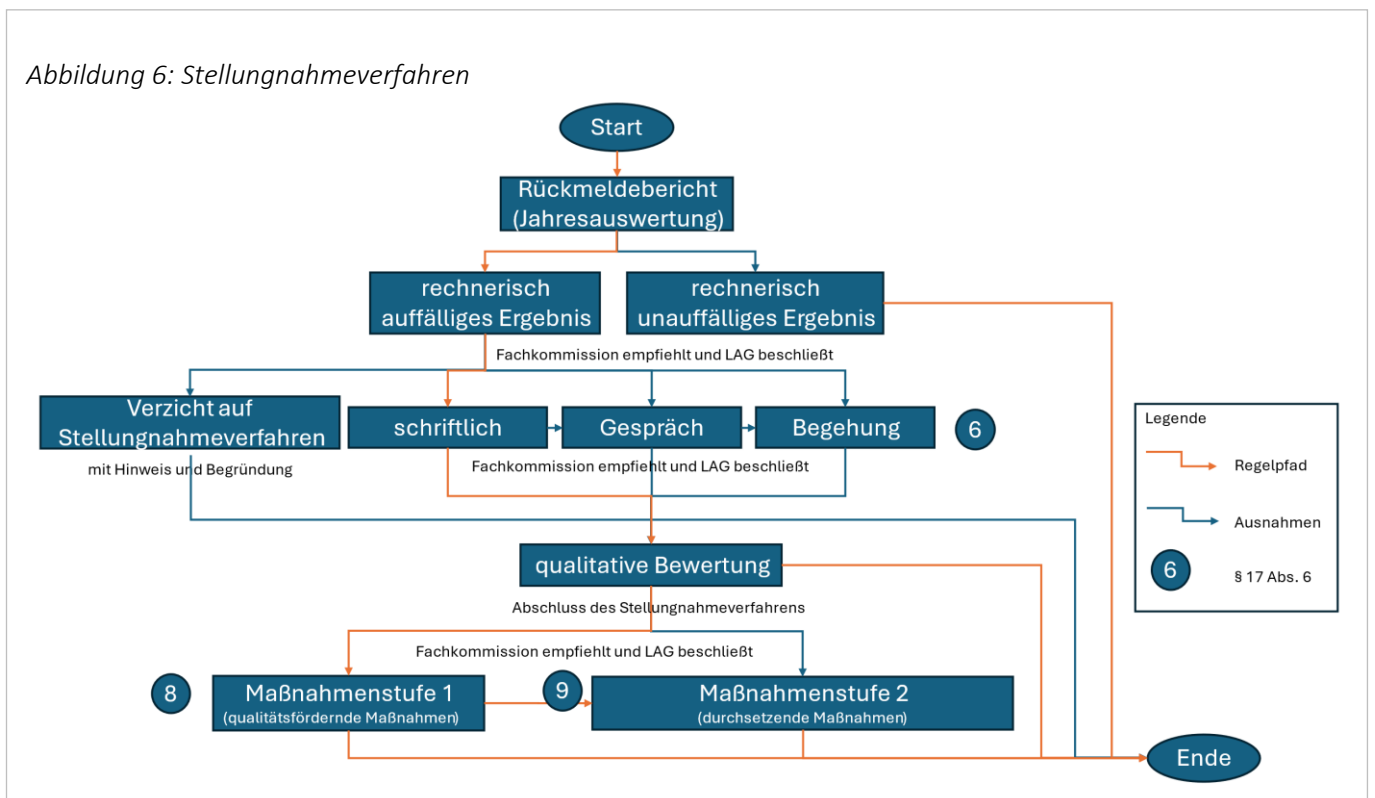 Abbildung 6: Stellungnahmeverfahren
Start
Rückmeldebericht
(Jahresauswertung)
rechnerisch
auffälliges Ergebnis
rechnerisch
unauffälliges Ergebnis
Fachkommission empfiehlt und LAG beschließt
Verzicht auf
Stellungnahmeverfahren
schriftlich
Gespräch
Begehung
6
mit Hinweis und Begründung
Fachkommission empfiehlt und LAG beschließt
Legende
Regelpfad
Ausnahmen
6
§ 17 Abs. 6
qualitative Bewertung
Abschluss des Stellungnahmeverfahrens
Fachkommission empfiehlt und LAG beschließt
8
Maßnahmenstufe 1
(qualitätsfördernde Maßnahmen)
9
Maßnahmenstufe 2
(durchsetzende Maßnahmen)
Ende